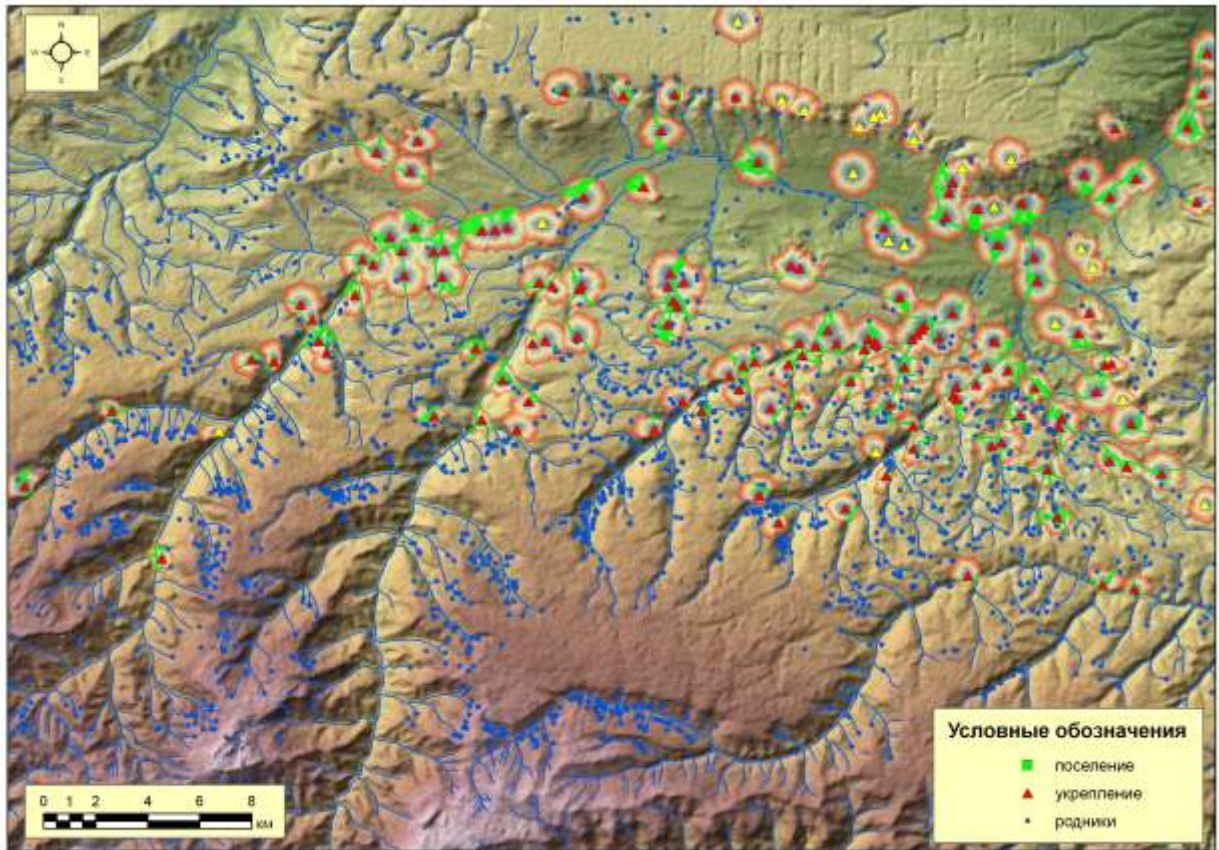 N
W E
S
Условные обозначения
поселение
укрепление
родники
0 1 2 4 6 8
км